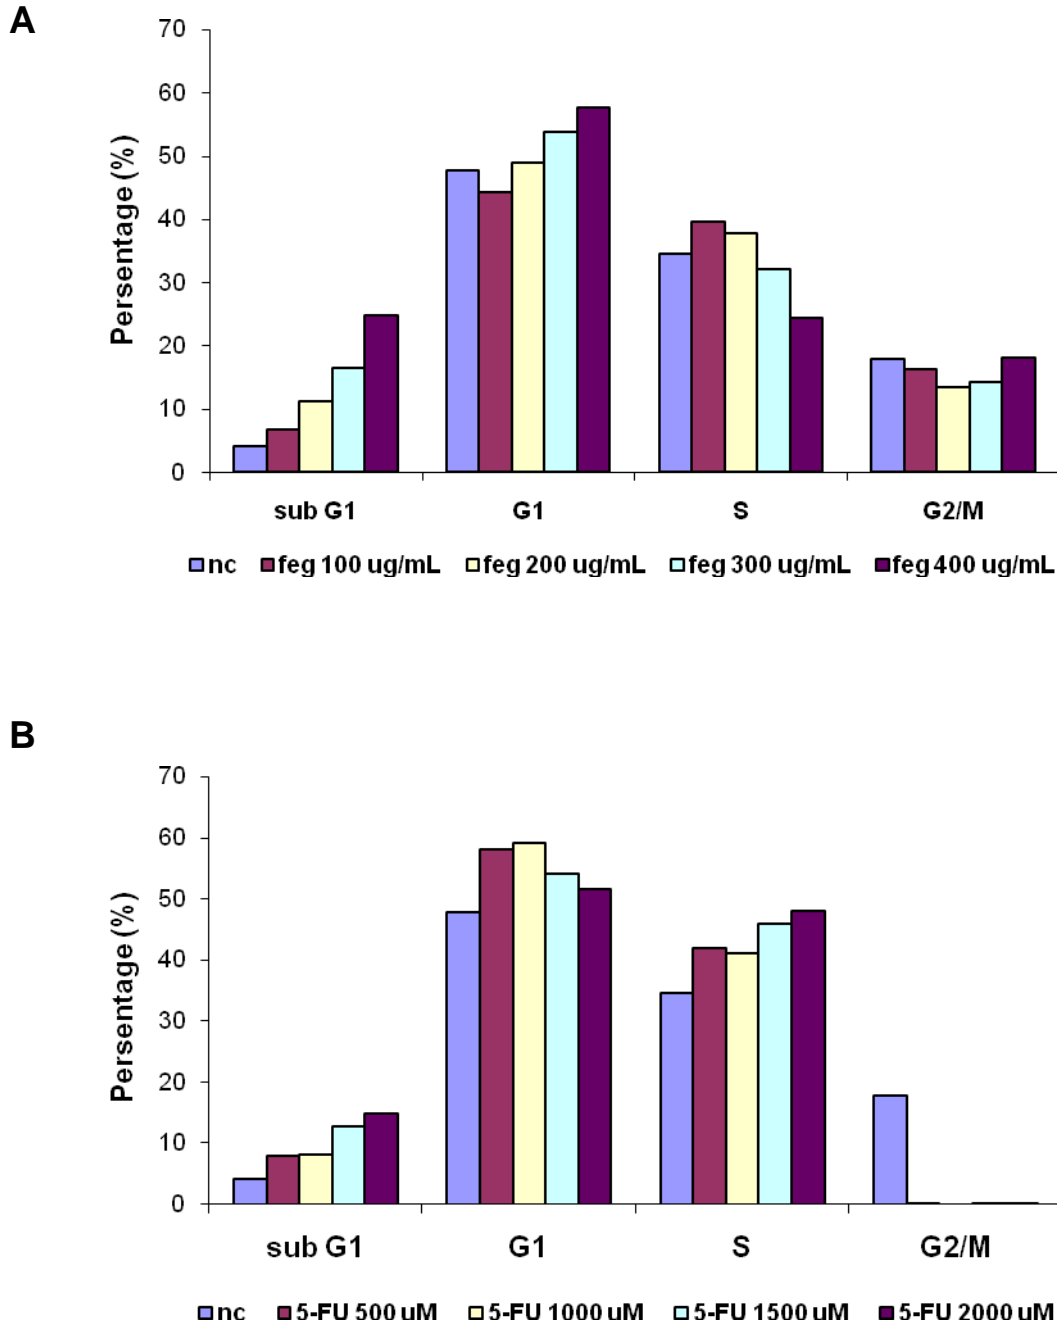 A
70
60
50
40
30
20
10
0
Persentage (%)
sub G1 G1 S G2/M
nc feg 100 ug/mL feg 200 ug/mL feg 300 ug/mL feg 400 ug/mL
B
70
60
50
40
30
20
10
0
Persentage (%)
sub G1 G1 S G2/M
nc 5-FU 500 uM 5-FU 1000 uM 5-FU 1500 uM 5-FU 2000 uM